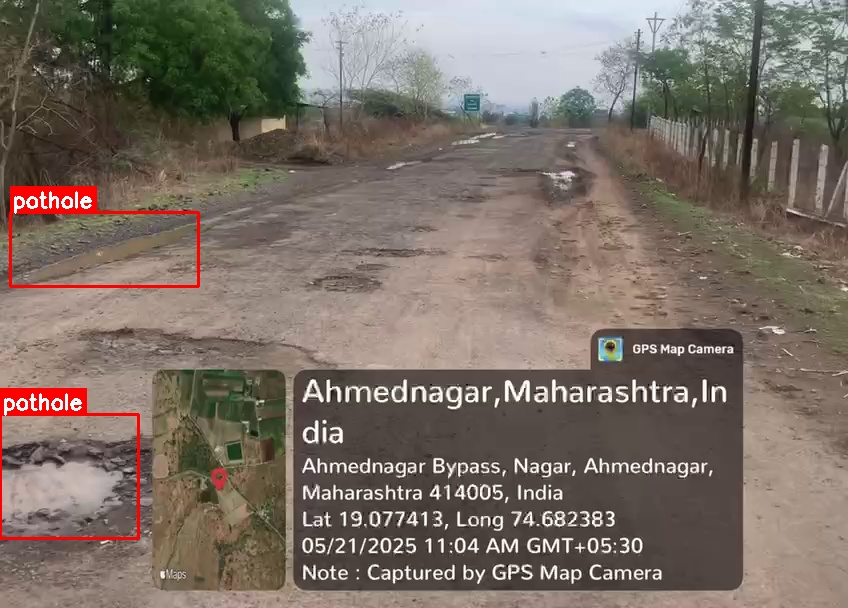 pothole
pothole
GPS Map Camera
Ahmednagar,Maharashtra,In
dia
Ahmednagar Bypass, Nagar, Ahmednagar,
Maharashtra 414005, India
Lat 19.077413, Long 74.682383
05/21/2025 11:04 AM GMT+05:30
Note : Captured by GPS Map Camera
Maps